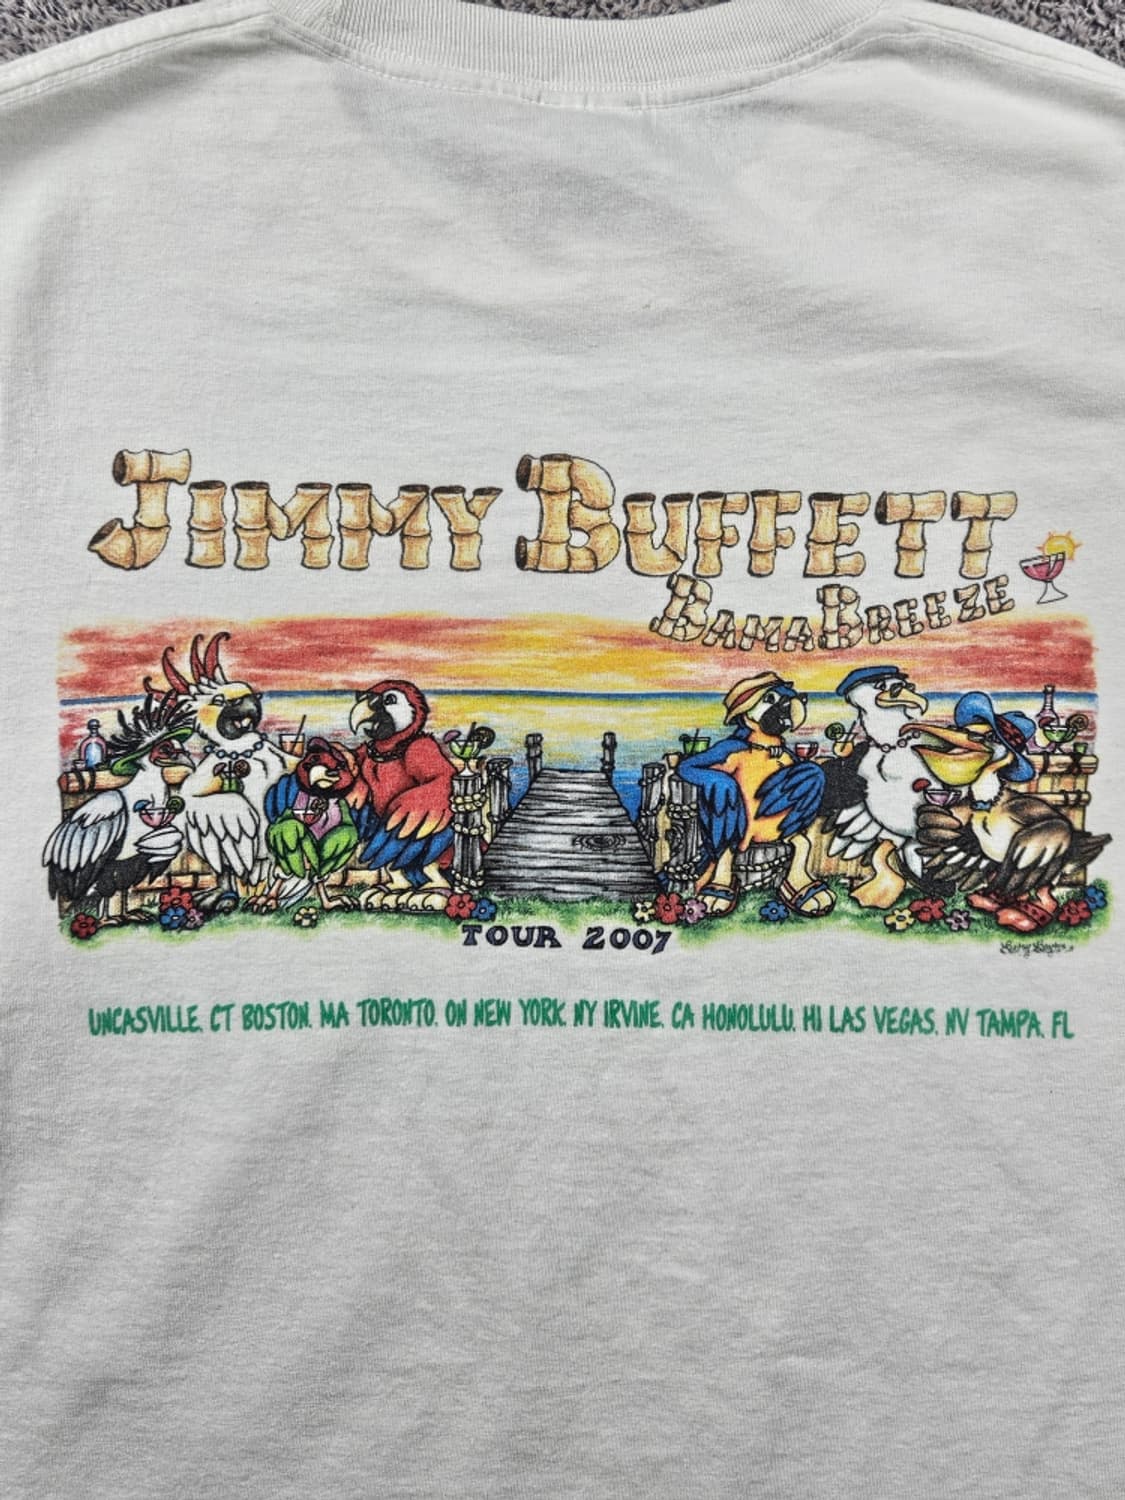 JIMMY BUFFETT
BAMA BREEZE
TOUR 2007
UNCASVILLE, CT BOSTON, MA TORONTO, ON NEW YORK, NY IRVINE, CA HONOLULU, HI LAS VEGAS, NV TAMPA, FL